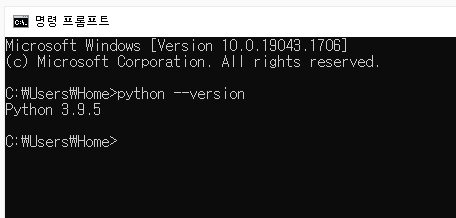 명령 프롬프트
Microsoft Windows [Version 10.0.19043.1706]
(c) Microsoft Corporation. All rights reserved.
C:₩Users₩Home>python --version
Python 3.9.5
C:₩Users₩Home>